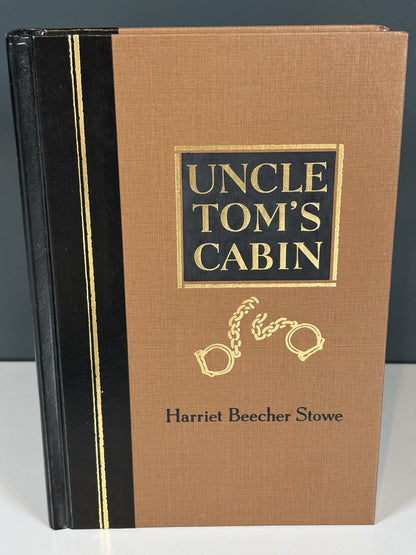 UNCLE
TOM'S
CABIN
Harriet Beecher Stowe